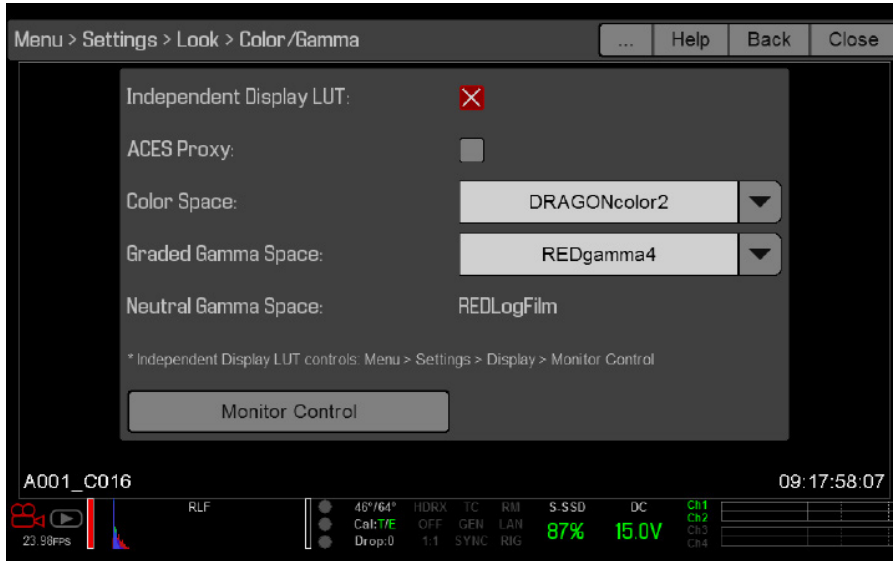 Menu > Settings > Look > Color/Gamma ... Help Back Close
Independent Display LUT:
ACES Proxy:
Color Space: DRAGONcolor2
Graded Gamma Space: REDgamma4
Neutral Gamma Space: REDLogFilm
* Independent Display LUT controls: Menu > Settings > Display > Monitor Control
Monitor Control
A001_C016 09:17:58:07
RLF 46°/64° HDRX TC RM S-SSD DC Ch1
Cal:T/E OFF GEN LAN 87% 15.0V Ch2
23.98FPS Drop:0 1:1 SYNC RIG Ch3
Ch4